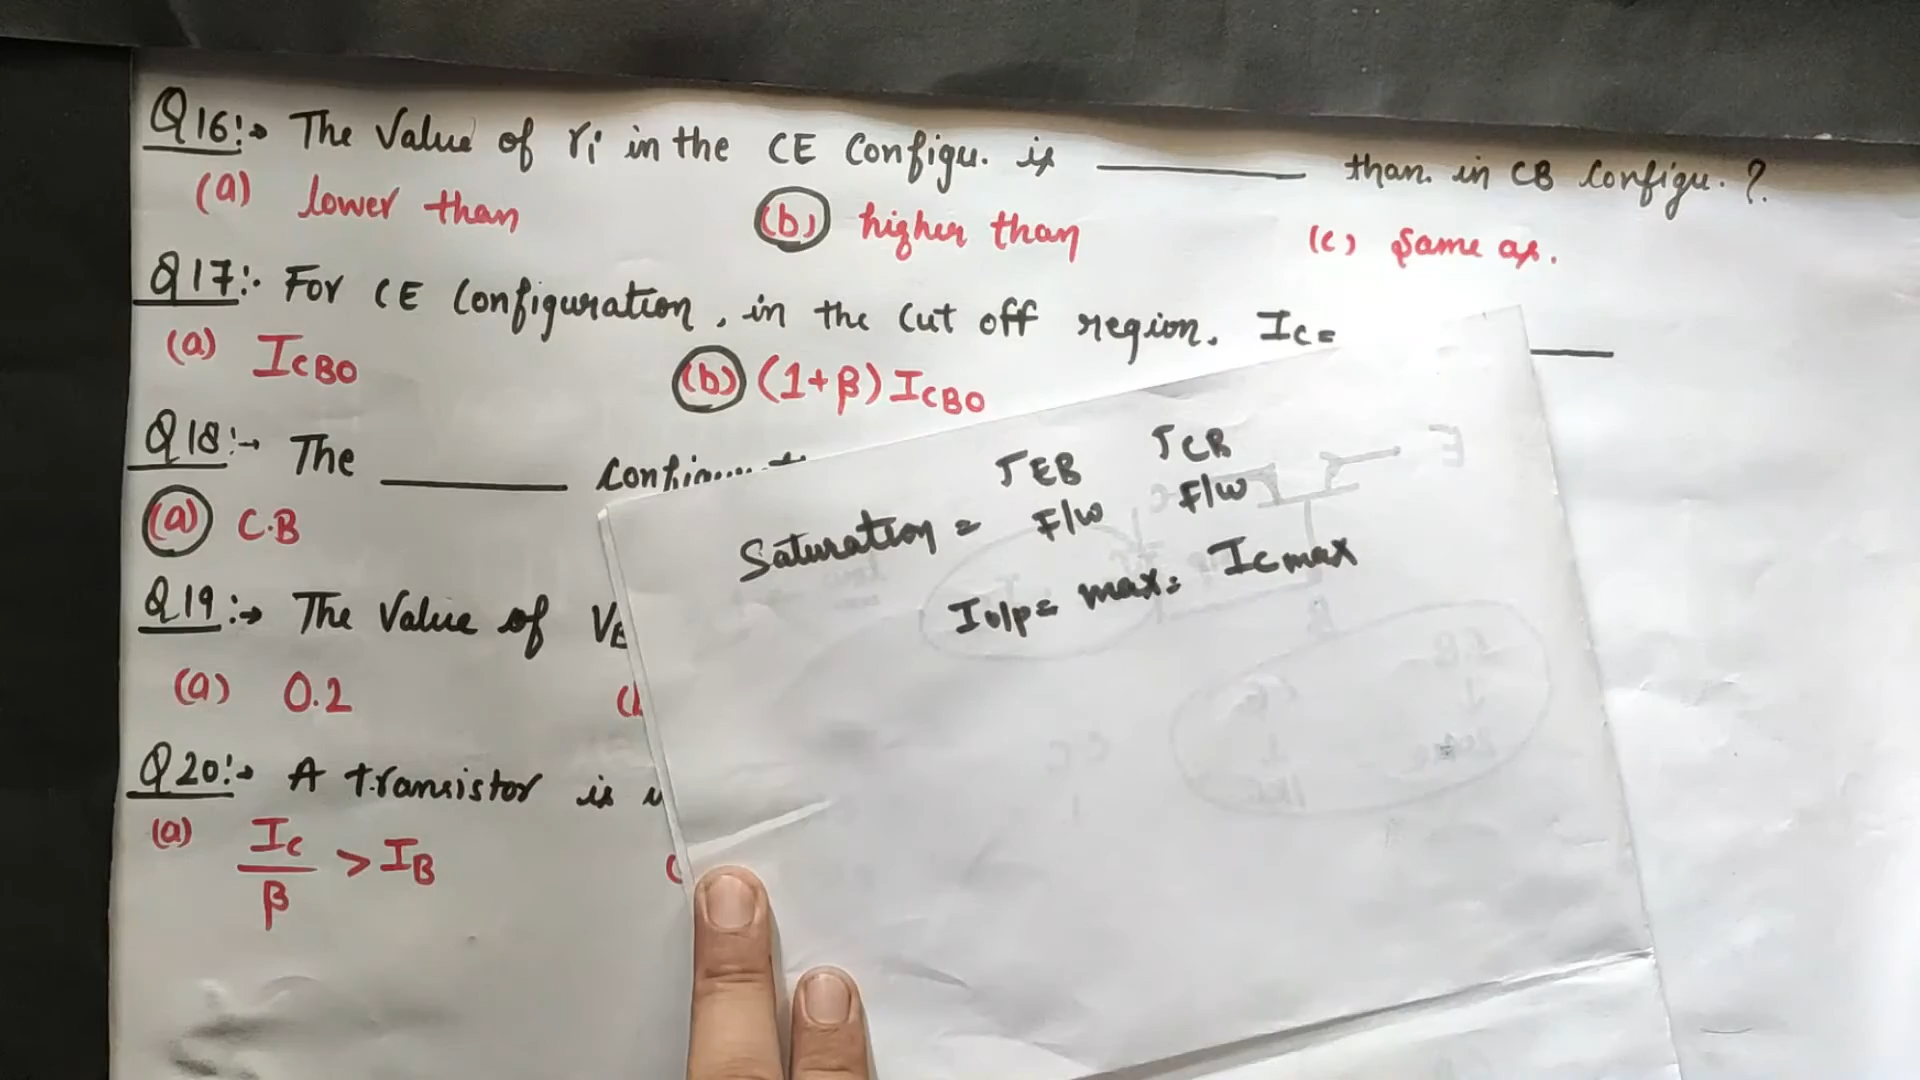 Q16:→ The Value of ri in the CE Configu. is ________ than in CB Configu. ?
(a) lower than (b) higher than (c) Same as.
Q17:- For CE Configuration, in the Cut off region. Ic= ________
(a) ICBO (b) (1+β) ICBO
Q18:→ The ________
(a) C.B
JEB JCB
Saturation = F/w F/w
Io/p = max = Icmax
Q19:→ The Value of
(a) 0.2
Q20:→ A transistor is
(a) Ic/β > IB